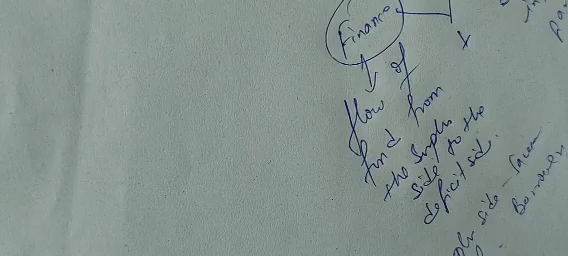 Finance
flow of
fund from
the surplus
side to the
deficit side.
side - Saver
Borrower